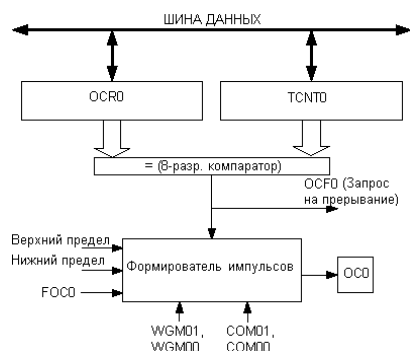 ШИНА ДАННЫХ
OCR0
TCNT0
= (8-разр. компаратор)
OCF0 (Запрос
на прерывание)
Верхний предел
Нижний предел
FOC0
Формирователь импульсов
OC0
WGM01,
WGM00
COM01,
COM00